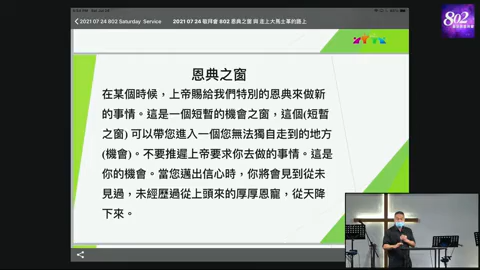 2021 07 24 802 Saturday Service
2021 07 24 敬拜會 802 恩典之窗 與 走上大馬士革的路上
802
恩典之窗
在某個時候，上帝賜給我們特別的恩典來做新
的事情。這是一個短暫的機會之窗，這個(短暫
之窗) 可以帶您進入一個您無法獨自走到的地方
(機會)。不要推遲上帝要求你去做的事情。這是
你的機會。當您邁出信心時，你將會見到從未
見過，未經歷過從上頭來的厚厚恩寵，從天降
下來。